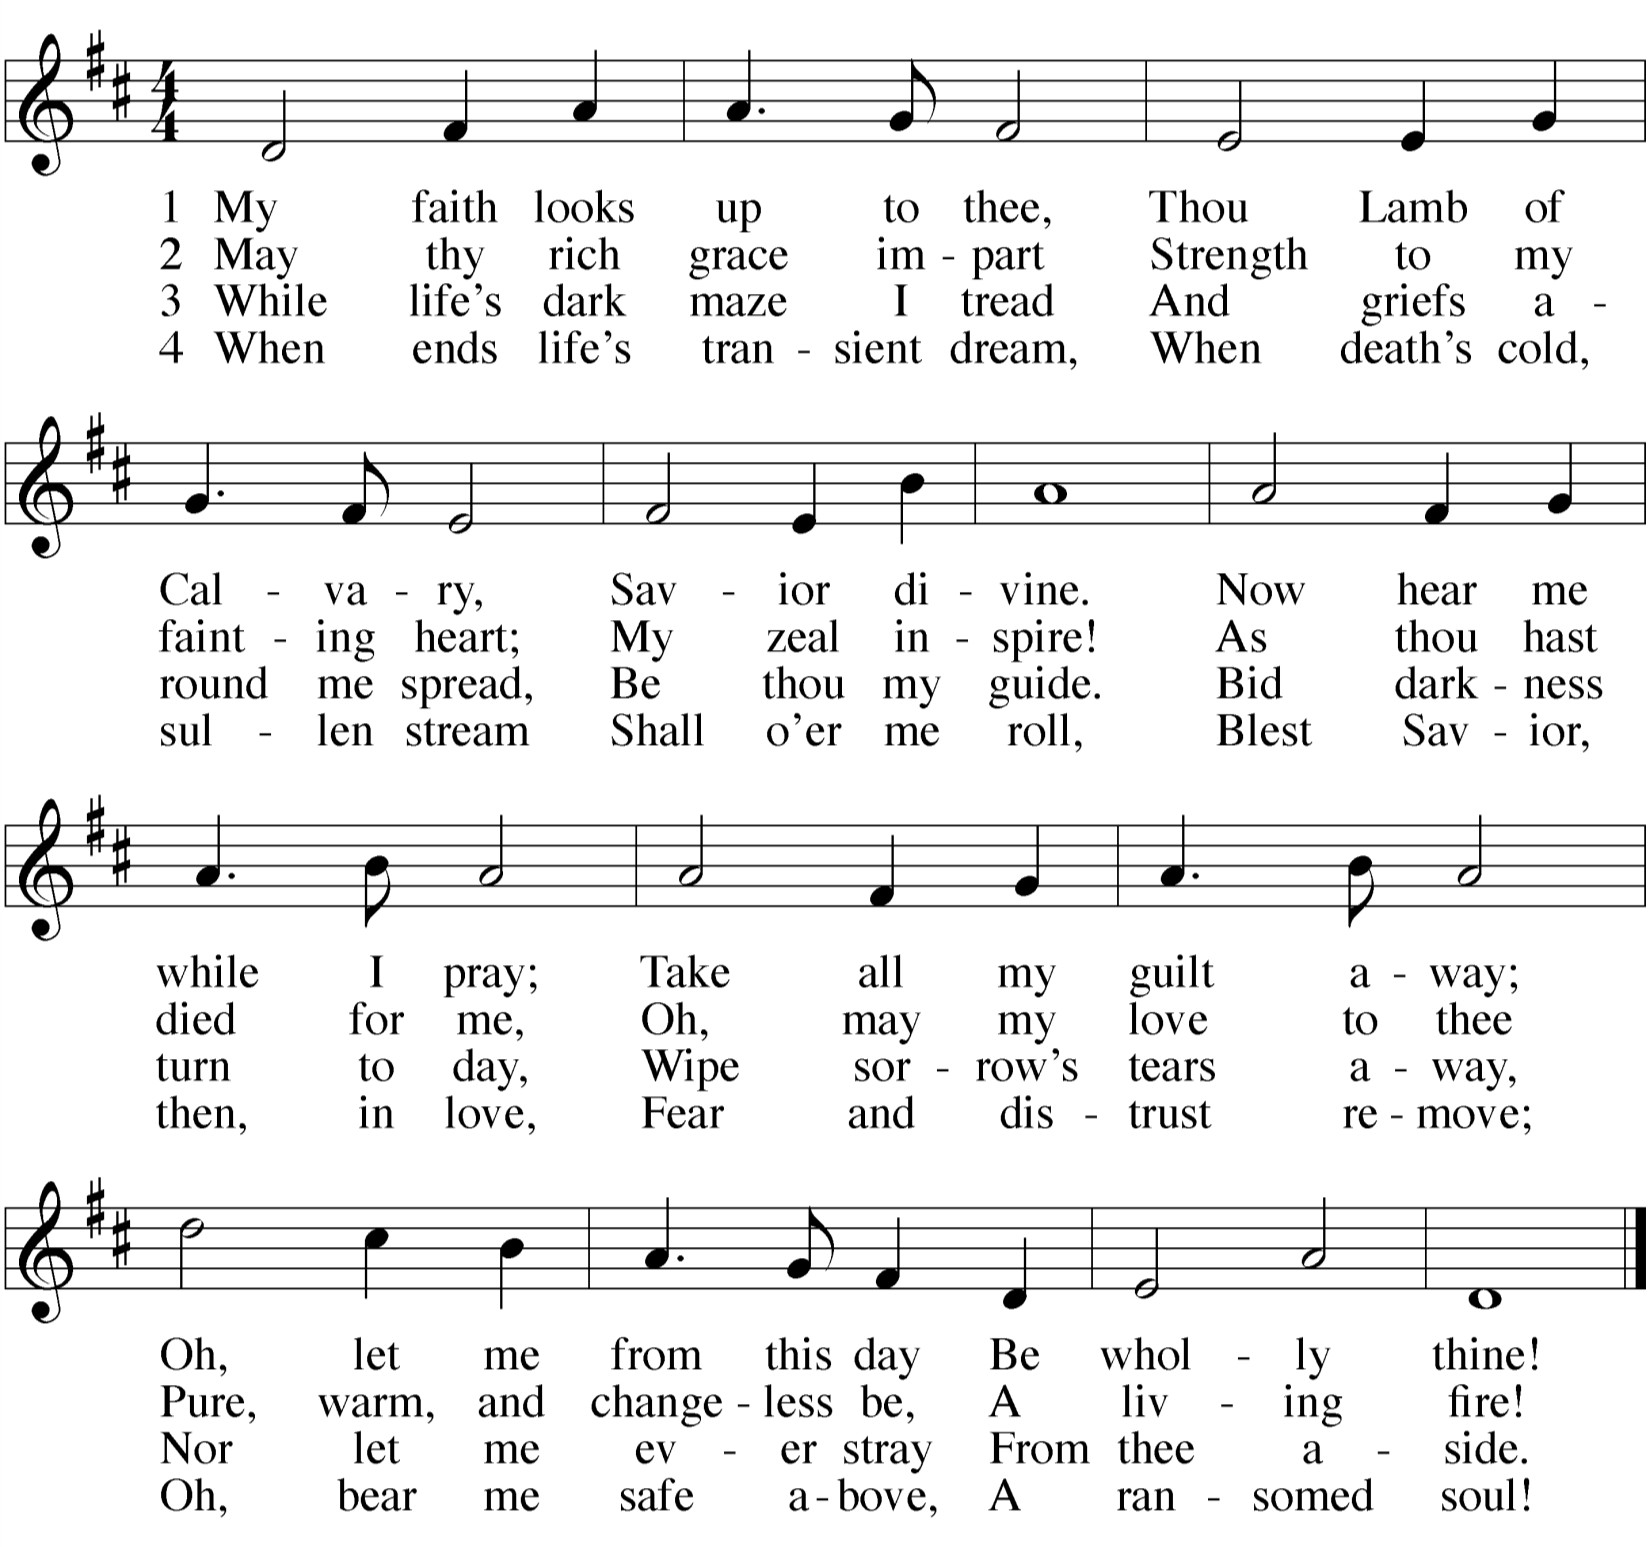 4
4
1 My faith looks up to thee, Thou Lamb of
2 May thy rich grace im - part Strength to my
3 While life’s dark maze I tread And griefs a -
4 When ends life’s tran - sient dream, When death’s cold,
Cal - va - ry, Sav - ior di - vine. Now hear me
faint - ing heart; My zeal in - spire! As thou hast
round me spread, Be thou my guide. Bid dark - ness
sul - len stream Shall o’er me roll, Blest Sav - ior,
while I pray; Take all my guilt a - way;
died for me, Oh, may my love to thee
turn to day, Wipe sor - row’s tears a - way,
then, in love, Fear and dis - trust re - move;
Oh, let me from this day Be whol - ly thine!
Pure, warm, and change - less be, A liv - ing fire!
Nor let me ev - er stray From thee a - side.
Oh, bear me safe a - bove, A ran - somed soul!